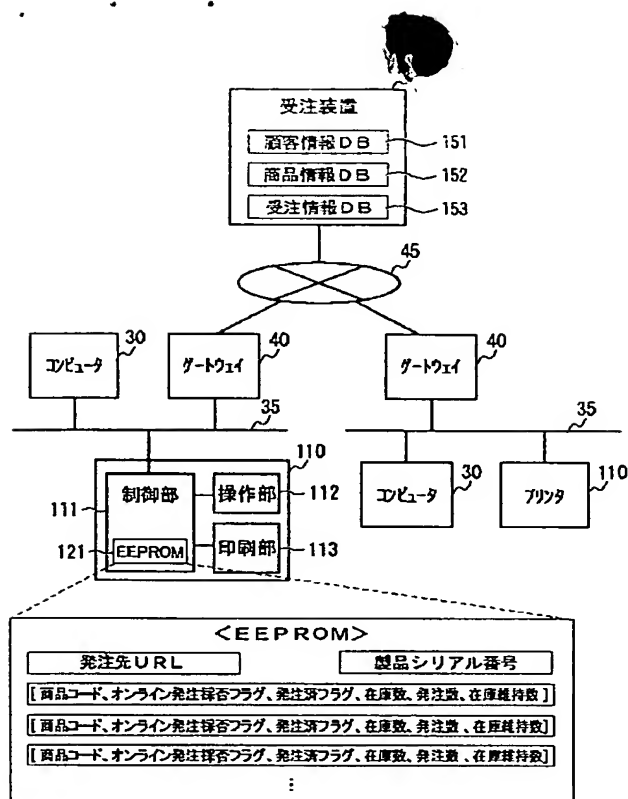 受注装置
顧客情報DB 151
商品情報DB 152
受注情報DB 153
45
コンピュータ 30
ゲートウェイ 40
ゲートウェイ 40
35
35
110
制御部
操作部 112
111
印刷部 113
121 EEPROM
コンピュータ 30
プリンタ 110
<EEPROM>
発注先URL
製品シリアル番号
[商品コード、オンライン発注採否フラグ、発注済フラグ、在庫数、発注数、在庫維持数]
[商品コード、オンライン発注採否フラグ、発注済フラグ、在庫数、発注数、在庫維持数]
[商品コード、オンライン発注採否フラグ、発注済フラグ、在庫数、発注数、在庫維持数]
⋮